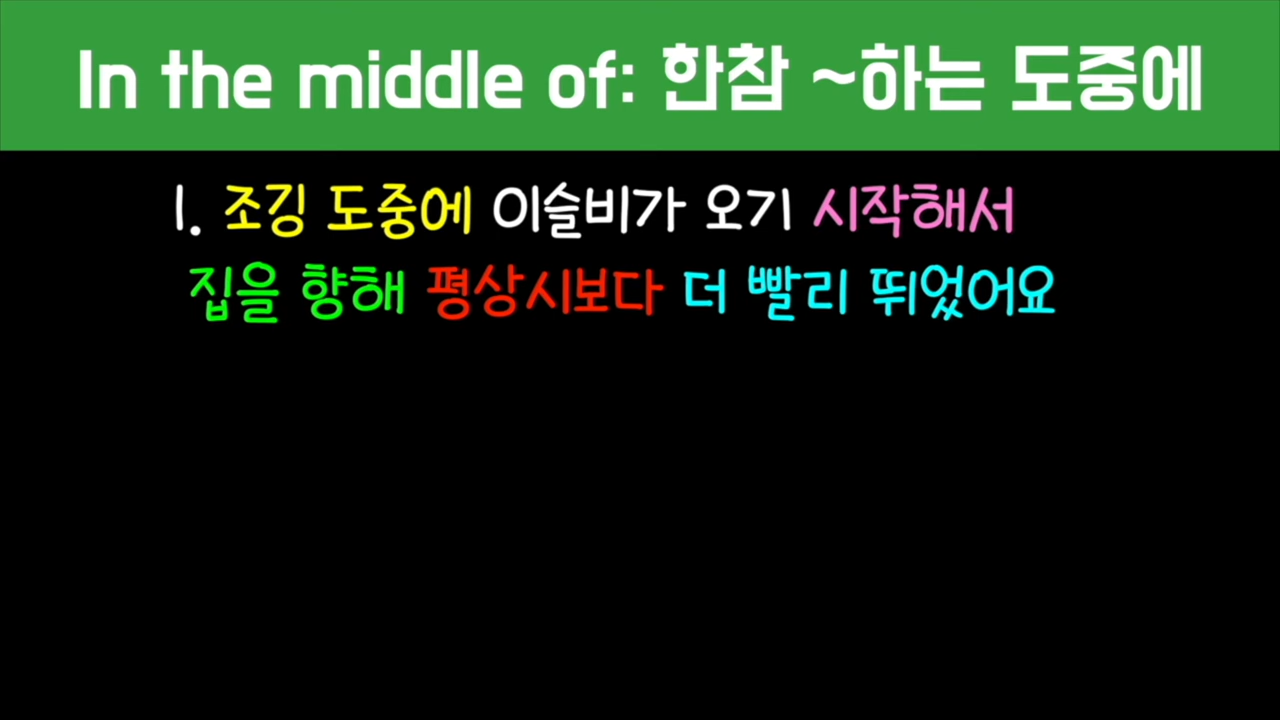 In the middle of: 한참 ~하는 도중에
1. 조깅 도중에 이슬비가 오기 시작해서
집을 향해 평상시보다 더 빨리 뛰었어요